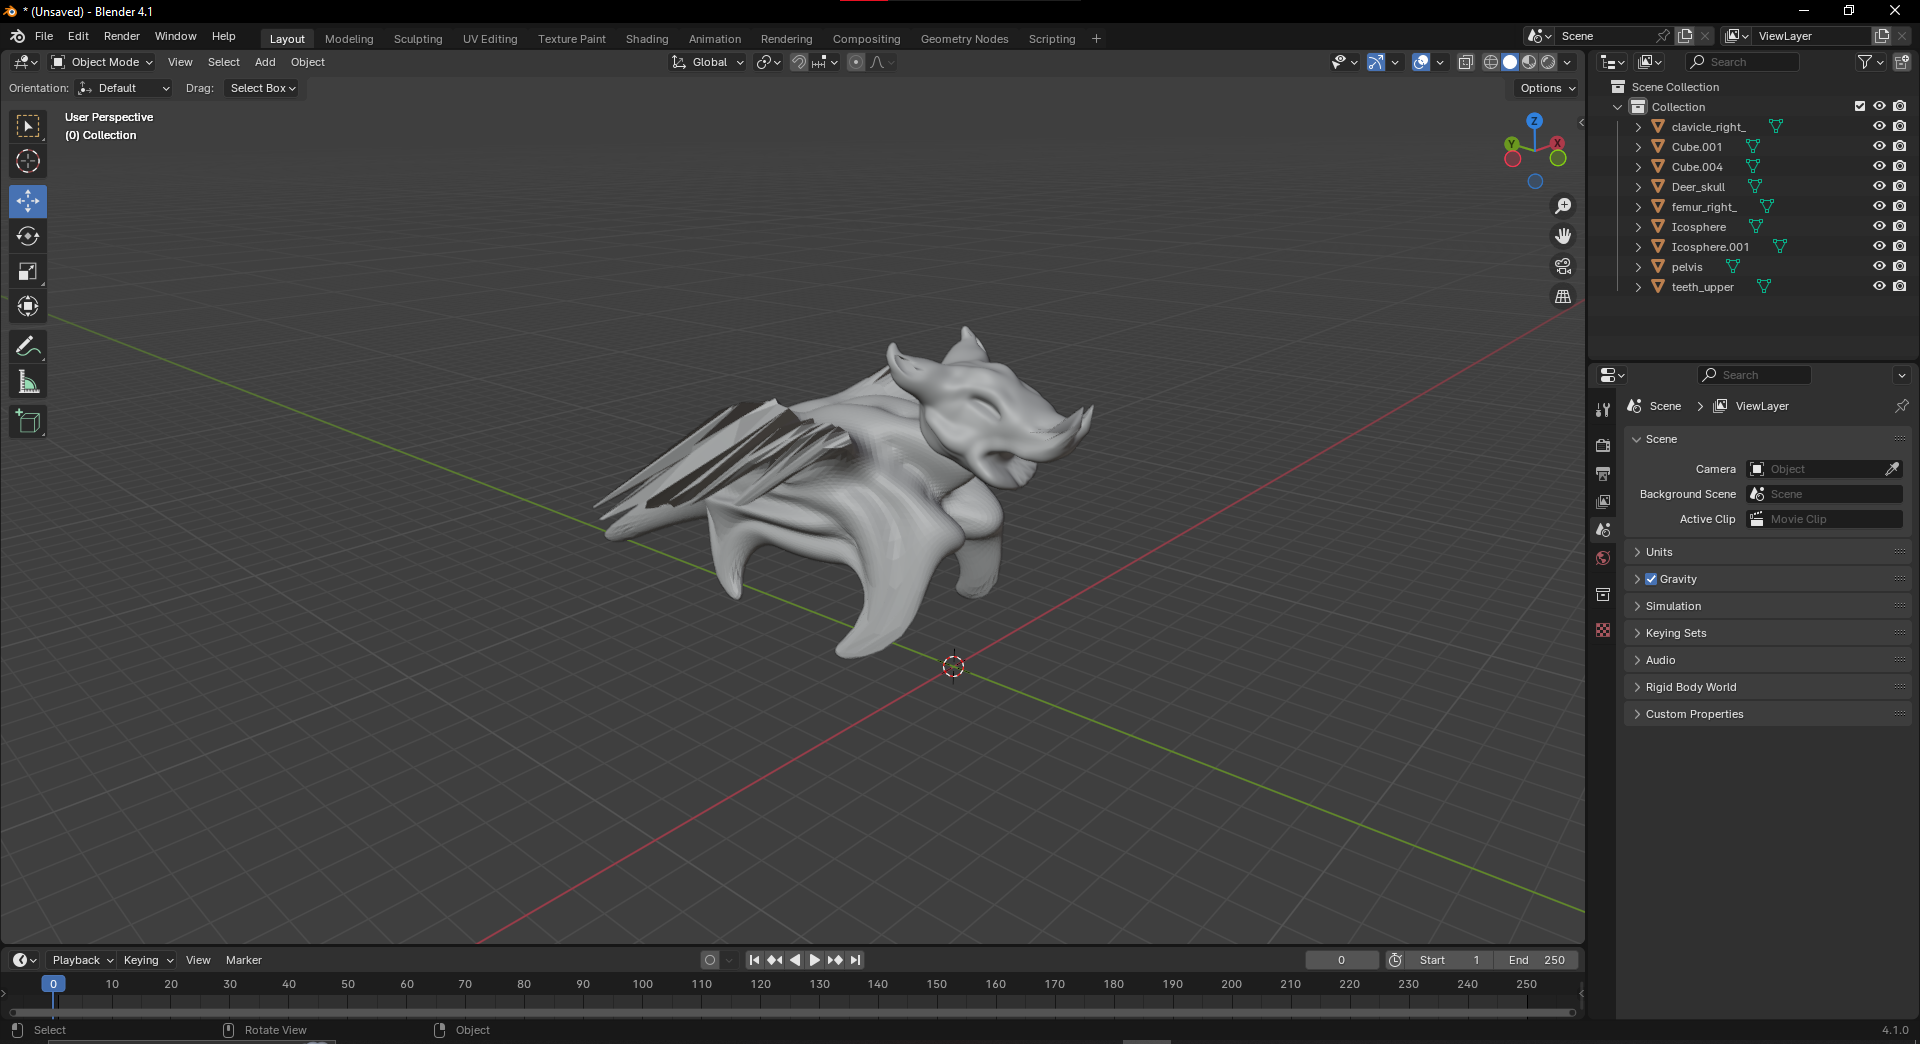 * (Unsaved) - Blender 4.1
File Edit Render Window Help Layout Modeling Sculpting UV Editing Texture Paint Shading Animation Rendering Compositing Geometry Nodes Scripting + Scene ViewLayer
Object Mode View Select Add Object Global Search
Orientation: Default Drag: Select Box Options
User Perspective
(0) Collection
Z
Y
X
Scene Collection
Collection
clavicle_right_
Cube.001
Cube.004
Deer_skull
femur_right_
Icosphere
Icosphere.001
pelvis
teeth_upper
Search
Scene > ViewLayer
Scene
Camera Object
Background Scene Scene
Active Clip Movie Clip
Units
Gravity
Simulation
Keying Sets
Audio
Rigid Body World
Custom Properties
Playback Keying View Marker 0 Start 1 End 250
0 10 20 30 40 50 60 70 80 90 100 110 120 130 140 150 160 170 180 190 200 210 220 230 240 250
Select Rotate View Object 4.1.0